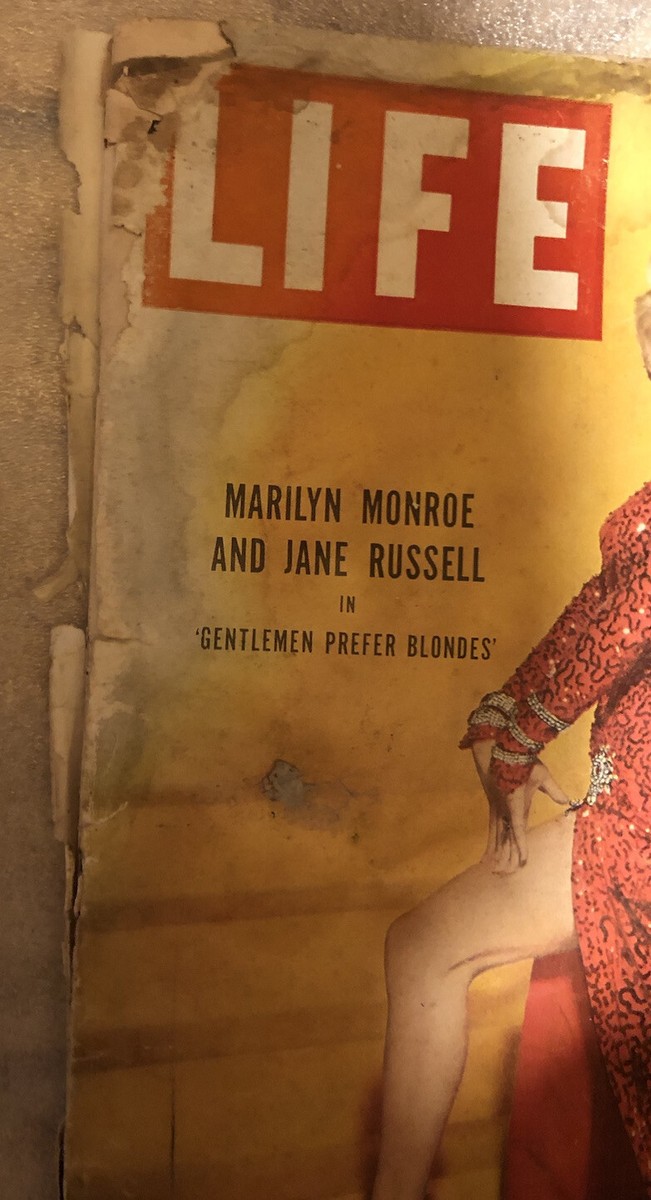 LIFE
MARILYN MONROE
AND JANE RUSSELL
IN
'GENTLEMEN PREFER BLONDES'